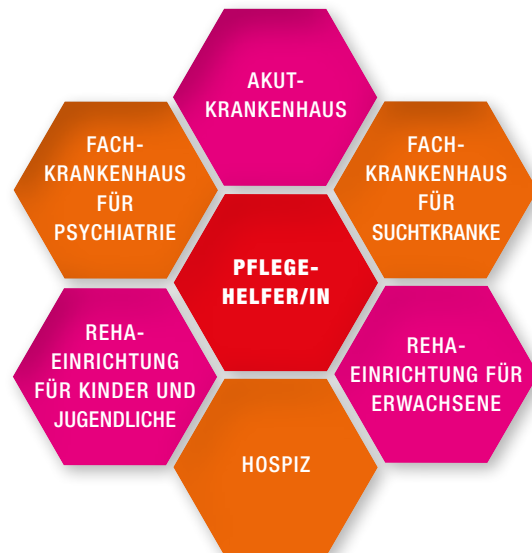 AKUT-
KRANKENHAUS
FACH-
KRANKENHAUS
FÜR
PSYCHIATRIE
FACH-
KRANKENHAUS
FÜR
SUCHTKRANKE
PFLEGE-
HELFER/IN
REHA-
EINRICHTUNG
FÜR KINDER UND
JUGENDLICHE
REHA-
EINRICHTUNG FÜR
ERWACHSENE
HOSPIZ